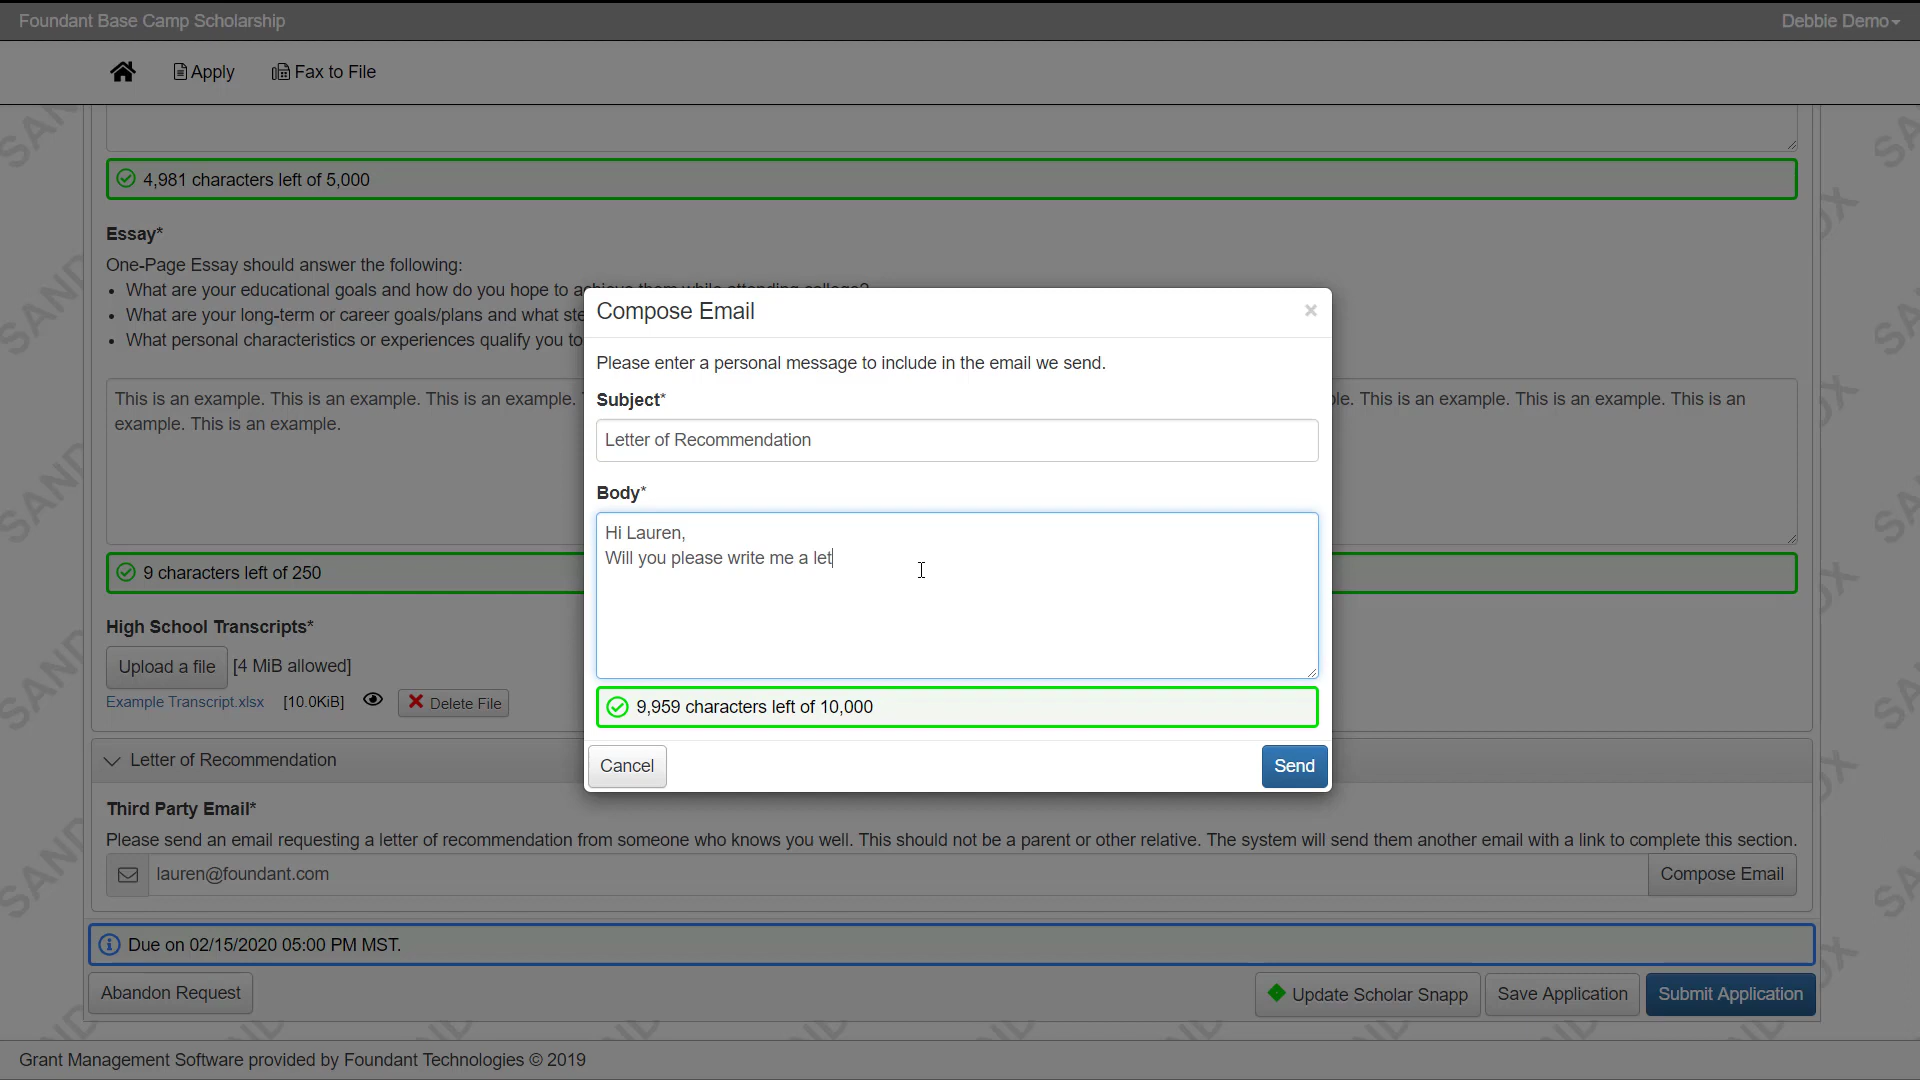 Foundant Base Camp Scholarship
Debbie Demo
Apply
Fax to File
4,981 characters left of 5,000
Essay*
One-Page Essay should answer the following:
• What are your educational goals and how do you hope to achieve them while attending college?
• What are your long-term or career goals/plans and what ste
• What personal characteristics or experiences qualify you to
This is an example. This is an example. This is an example.
ple. This is an example. This is an example. This is an
example. This is an example.
9 characters left of 250
High School Transcripts*
Upload a file [4 MiB allowed]
Example Transcript.xlsx [10.0KiB] Delete File
Compose Email
×
Please enter a personal message to include in the email we send.
Subject*
Letter of Recommendation
Body*
Hi Lauren,
Will you please write me a let
9,959 characters left of 10,000
Cancel
Send
Letter of Recommendation
Third Party Email*
Please send an email requesting a letter of recommendation from someone who knows you well. This should not be a parent or other relative. The system will send them another email with a link to complete this section.
lauren@foundant.com
Compose Email
Due on 02/15/2020 05:00 PM MST.
Abandon Request
Update Scholar Snapp
Save Application
Submit Application
Grant Management Software provided by Foundant Technologies © 2019